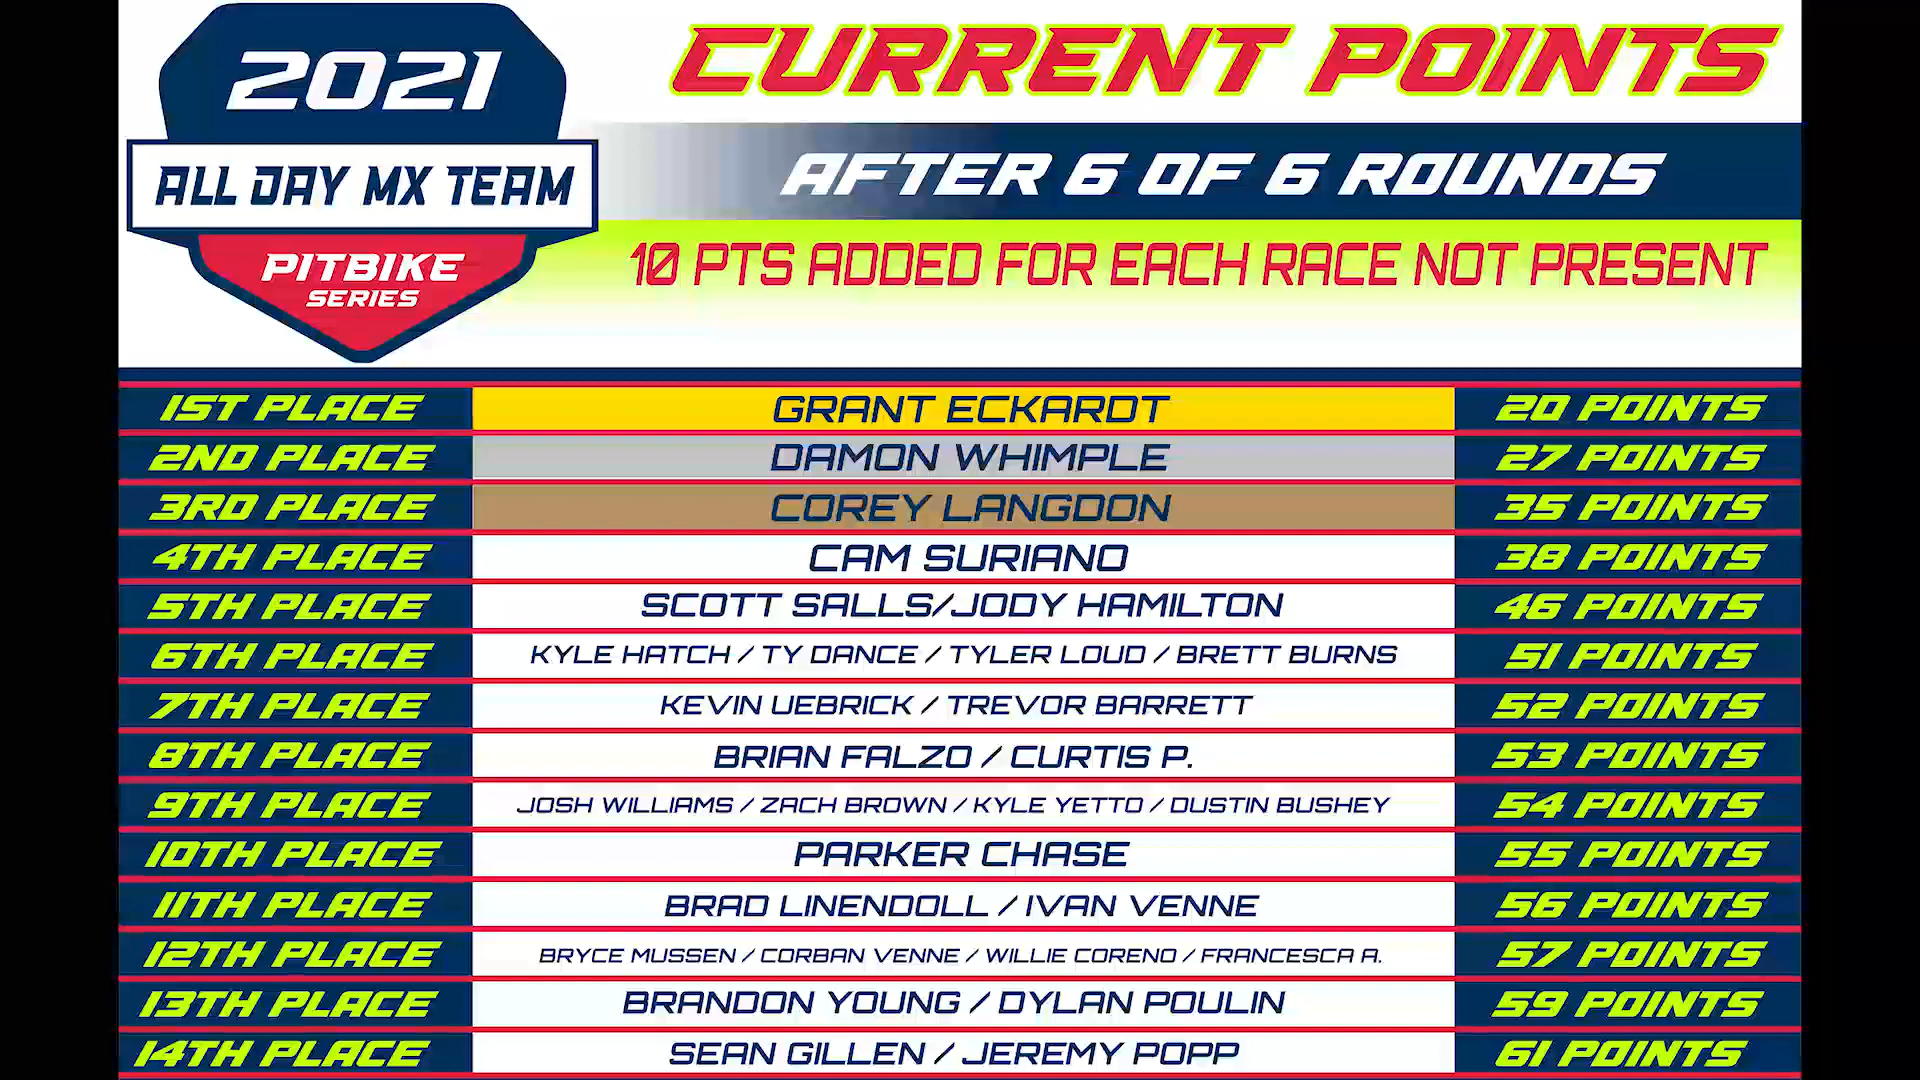 2021
ALL DAY MX TEAM
PITBIKE
SERIES
CURRENT POINTS
AFTER 6 OF 6 ROUNDS
10 PTS ADDED FOR EACH RACE NOT PRESENT
1ST PLACE GRANT ECKARDT 20 POINTS
2ND PLACE DAMON WHIMPLE 27 POINTS
3RD PLACE COREY LANGDON 35 POINTS
4TH PLACE CAM SURIANO 38 POINTS
5TH PLACE SCOTT SALLS/JODY HAMILTON 46 POINTS
6TH PLACE KYLE HATCH / TY DANCE / TYLER LOUD / BRETT BURNS 51 POINTS
7TH PLACE KEVIN UEBRICK / TREVOR BARRETT 52 POINTS
8TH PLACE BRIAN FALZO / CURTIS P. 53 POINTS
9TH PLACE JOSH WILLIAMS / ZACH BROWN / KYLE YETTO / DUSTIN BUSHEY 54 POINTS
10TH PLACE PARKER CHASE 55 POINTS
11TH PLACE BRAD LINENDOLL / IVAN VENNE 56 POINTS
12TH PLACE BRYCE MUSSEN / CORBAN VENNE / WILLIE CORENO / FRANCESCA A. 57 POINTS
13TH PLACE BRANDON YOUNG / DYLAN POULIN 59 POINTS
14TH PLACE SEAN GILLEN / JEREMY POPP 61 POINTS